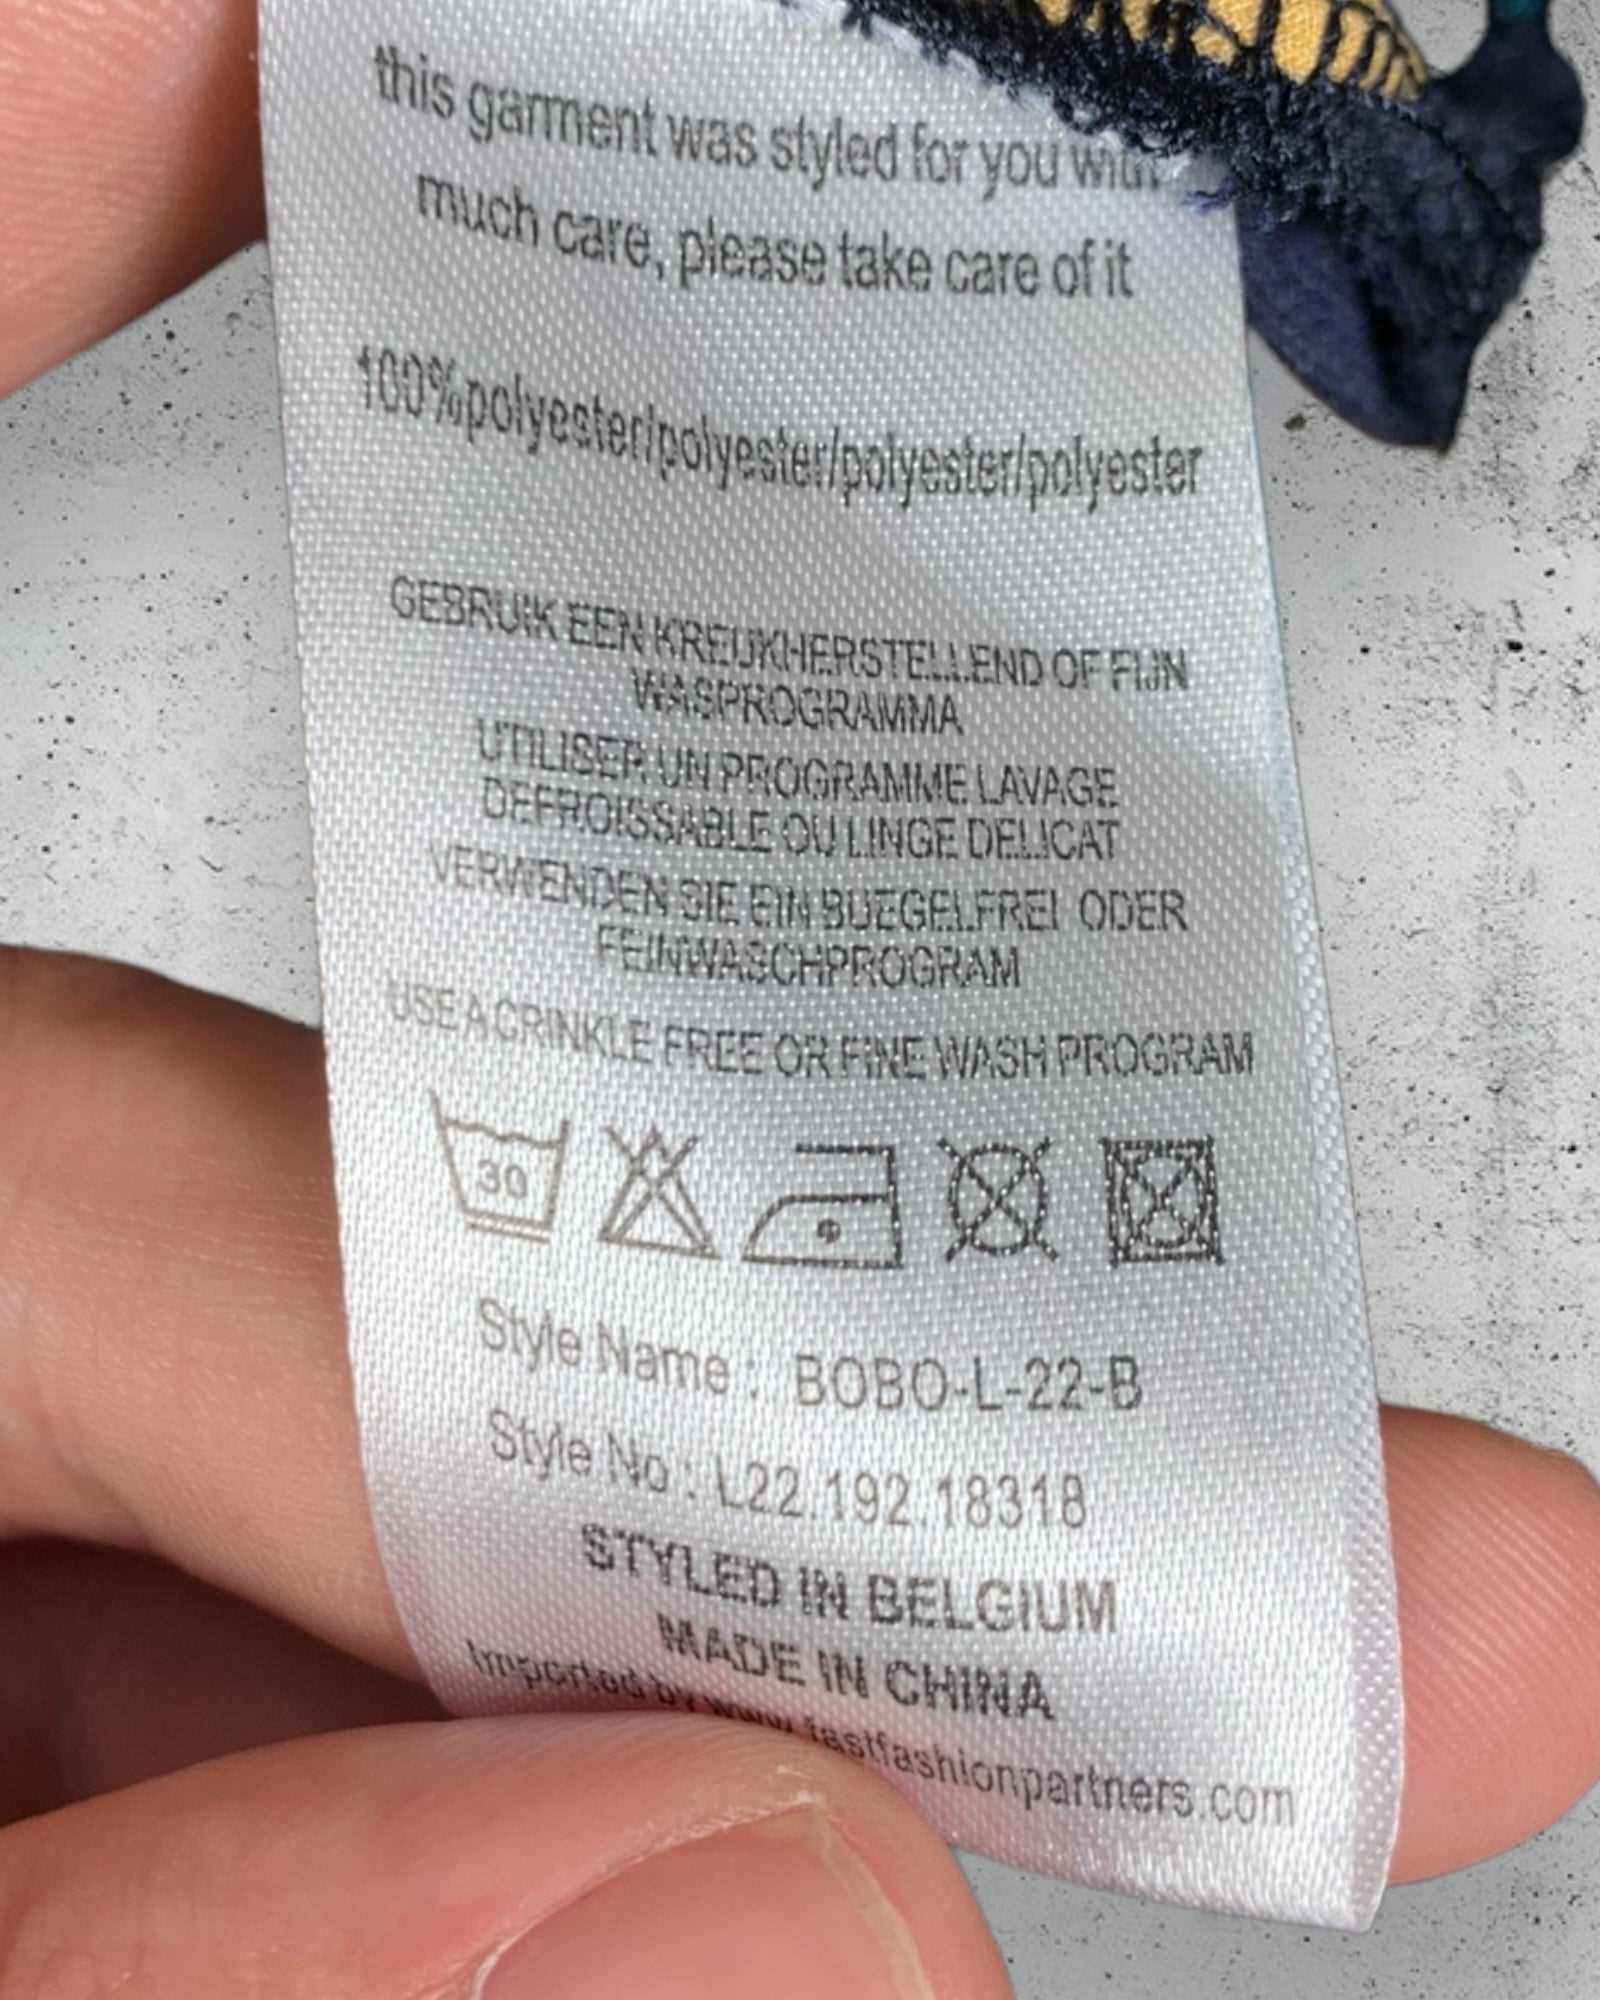 this garment was styled for you with
much care, please take care of it
100%polyester/polyester/polyester/polyester
GEBRUIK EEN KREUKHERSTELLEND OF FIJN
WASPROGRAMMA
UTILISER UN PROGRAMME LAVAGE
DEFROISSABLE OU LINGE DELICAT
VERWENDEN SIE EIN BUEGELFREI ODER
FEINWASCHPROGRAM
USE A CRINKLE FREE OR FINE WASH PROGRAM
30
Style Name : BOBO-L-22-B
Style No : L22.192.18318
STYLED IN BELGIUM
MADE IN CHINA
Imported by www.fastfashionpartners.com